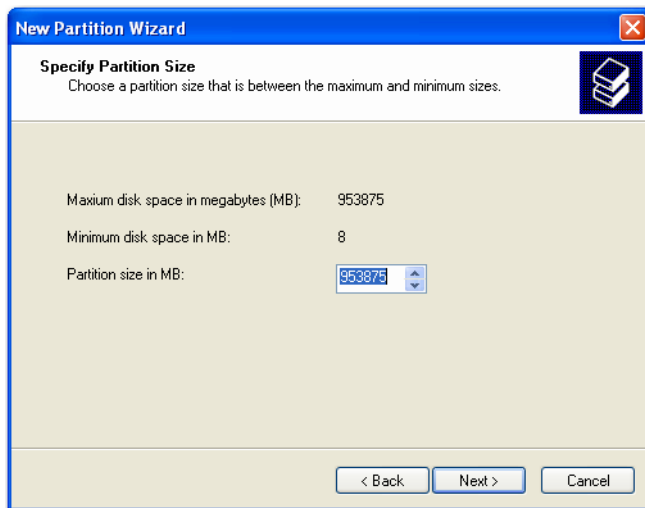 New Partition Wizard
Specify Partition Size
Choose a partition size that is between the maximum and minimum sizes.
Maxium disk space in megabytes (MB): 953875
Minimum disk space in MB: 8
Partition size in MB: 953875
< Back Next > Cancel